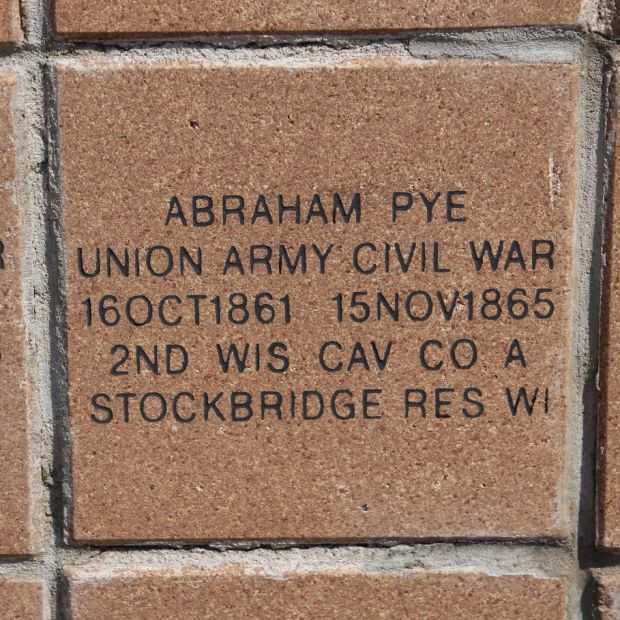 ABRAHAM PYE
UNION ARMY CIVIL WAR
16OCT1861 15NOV1865
2ND WIS CAV CO A
STOCKBRIDGE RES WI